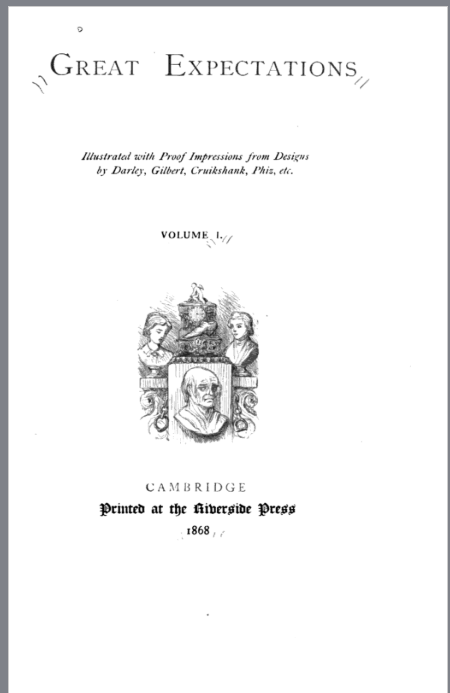 GREAT EXPECTATIONS
Illustrated with Proof Impressions from Designs
by Darley, Gilbert, Cruikshank, Phiz, etc.
VOLUME I.
CAMBRIDGE
Printed at the Riverside Press
1868